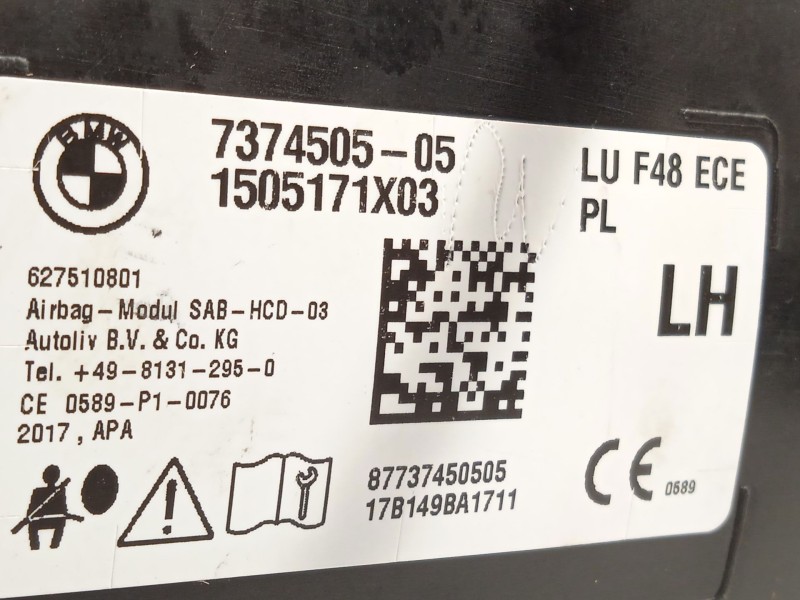 BMW
7374505-05
1505171X03
LU F48 ECE
PL
LH
627510801
Airbag-Modul SAB-HCD-03
Autoliv B.V. & Co. KG
Tel. +49-8131-295-0
CE 0589-P1-0076
2017, APA
87737450505
17B149BA1711
CE 0589